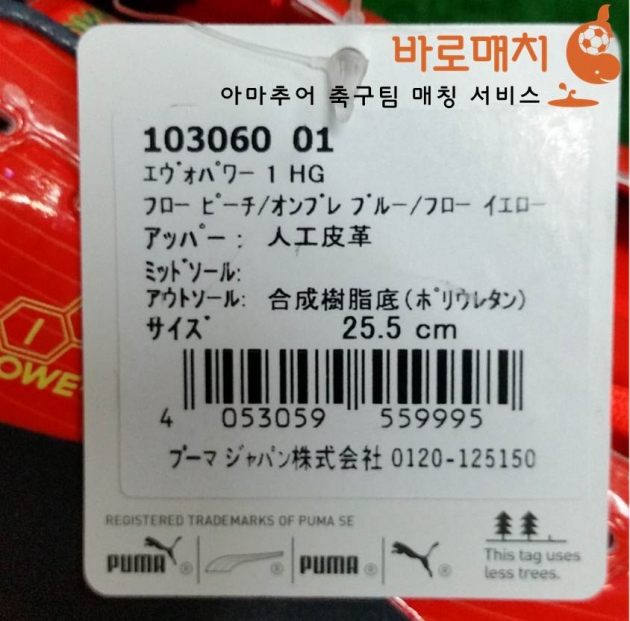 바로매치
아마추어 축구팀 매칭 서비스
103060 01
エヴォパワー 1 HG
フロー ピーチ/オンブレ ブルー/フロー イエロー
アッパー: 人工皮革
ミッドソール:
アウトソール: 合成樹脂底(ポリウレタン)
サイズ 25.5 cm
4 053059 559995
プーマ ジャパン株式会社 0120-125150
REGISTERED TRADEMARKS OF PUMA SE
PUMA ® ® PUMA ® ®
This tag uses
less trees.
I
OWE